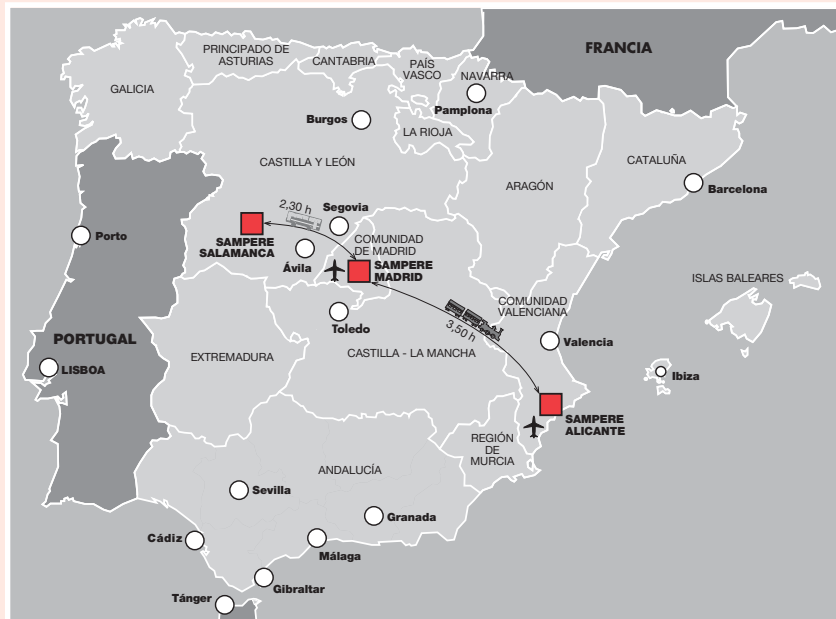 FRANCIA
PRINCIPADO DE
ASTURIAS
CANTABRIA
PAÍS
VASCO
NAVARRA
GALICIA
Pamplona
Burgos
LA RIOJA
CASTILLA Y LEÓN
ARAGÓN
CATALUÑA
Barcelona
2,30 h
Segovia
Porto
SAMPERE
SALAMANCA
COMUNIDAD
DE MADRID
Ávila
SAMPERE
MADRID
ISLAS BALEARES
COMUNIDAD
VALENCIANA
Toledo
3,50 h
PORTUGAL
Valencia
EXTREMADURA
CASTILLA - LA MANCHA
LISBOA
Ibiza
SAMPERE
ALICANTE
REGIÓN
DE
MURCIA
ANDALUCÍA
Sevilla
Granada
Cádiz
Málaga
Gibraltar
Tánger